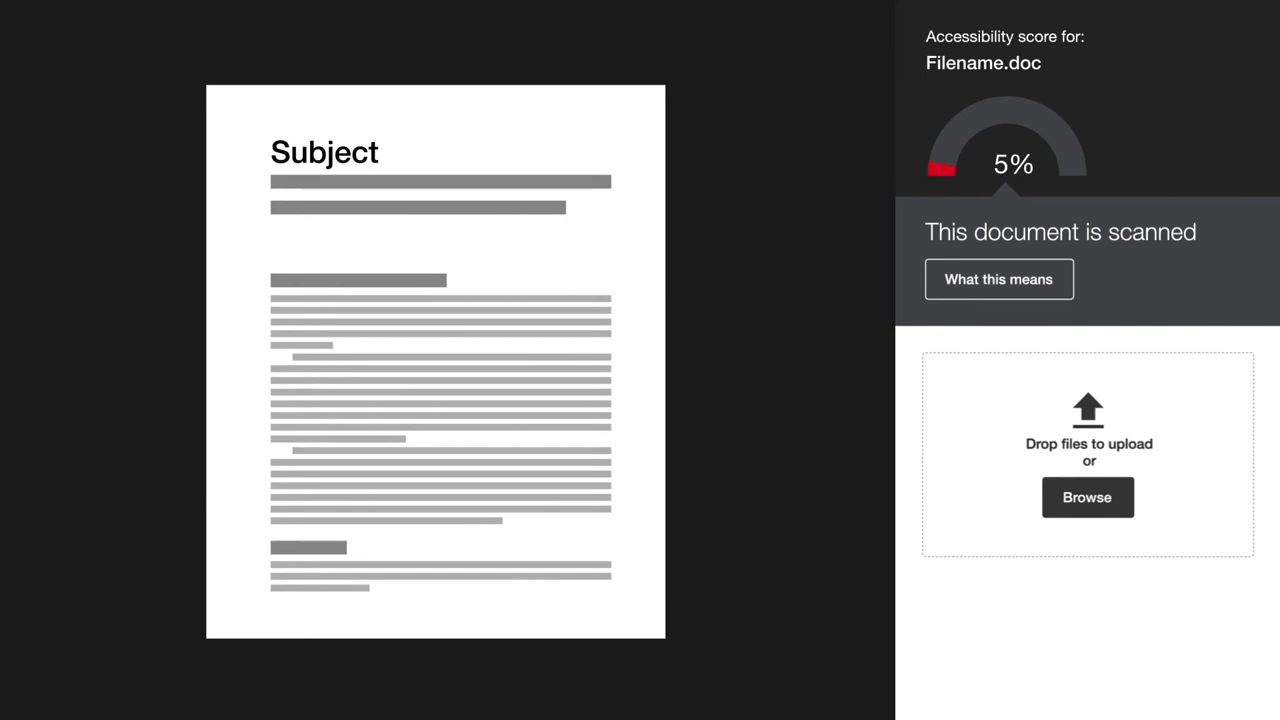 Subject
Accessibility score for:
Filename.doc
5%
This document is scanned
What this means
Drop files to upload
or
Browse